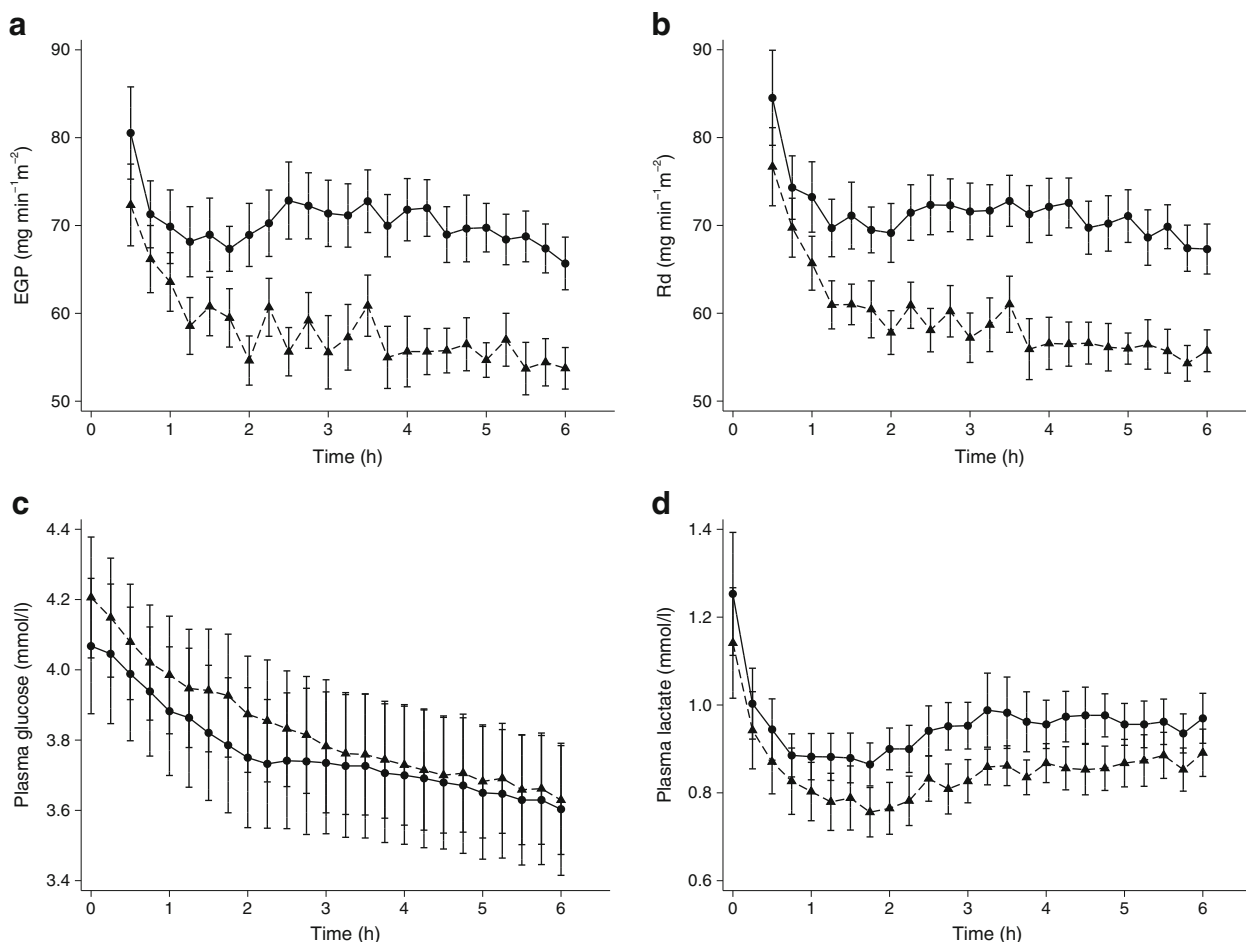 a
EGP (mg min⁻¹m⁻²)
90
80
70
60
50
0 1 2 3 4 5 6
Time (h)
b
Rd (mg min⁻¹m⁻²)
90
80
70
60
50
0 1 2 3 4 5 6
Time (h)
c
Plasma glucose (mmol/l)
4.4
4.2
4.0
3.8
3.6
3.4
0 1 2 3 4 5 6
Time (h)
d
Plasma lactate (mmol/l)
1.4
1.2
1.0
0.8
0.6
0 1 2 3 4 5 6
Time (h)